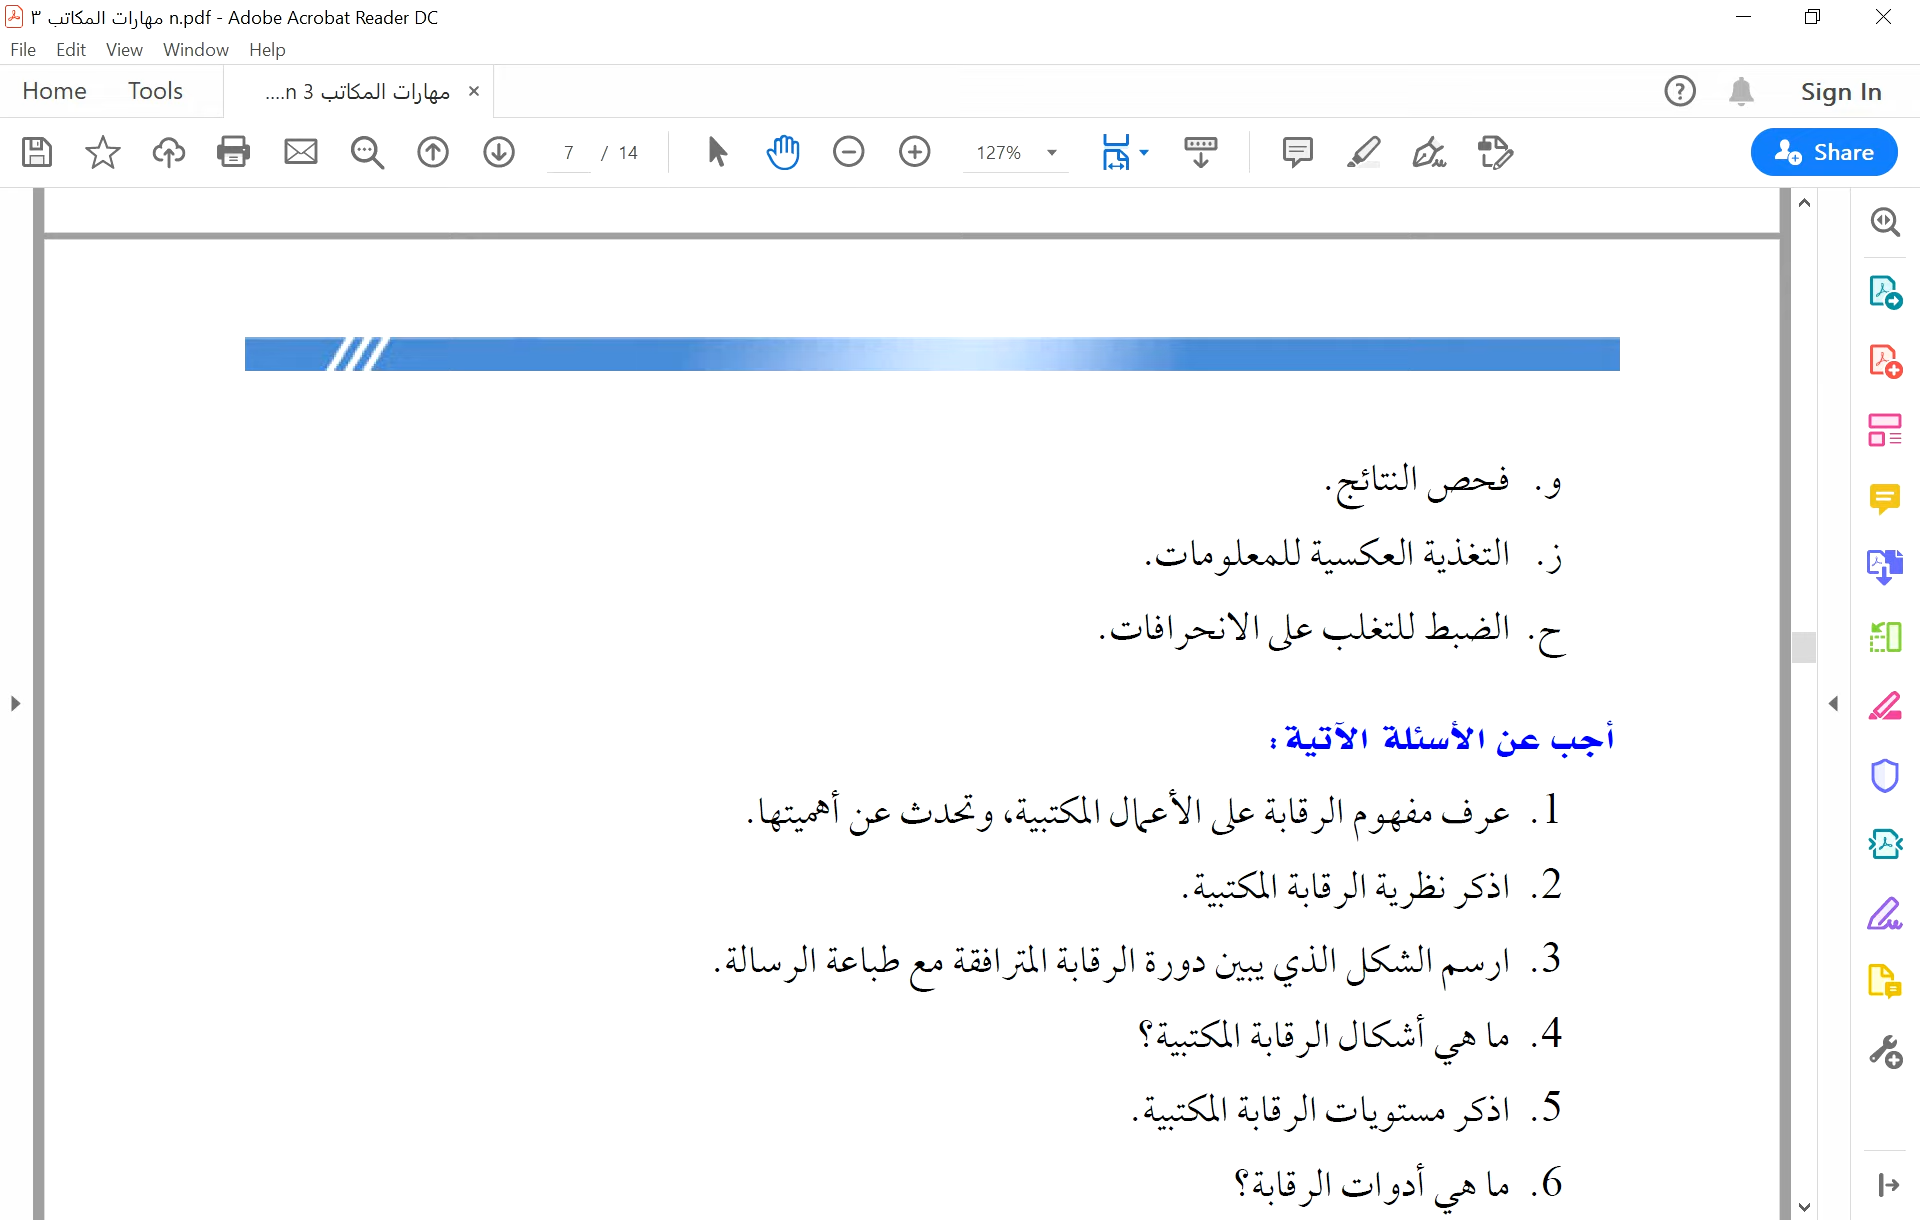 مهارات المكاتب ٣ n.pdf - Adobe Acrobat Reader DC
File Edit View Window Help
Home Tools مهارات المكاتب 3 n.... × Sign In
7 / 14 127% Share
و. فحص النتائج.
ز. التغذية العكسية للمعلومات.
ح. الضبط للتغلب على الانحرافات.
أجب عن الأسئلة الآتية :
1. عرف مفهوم الرقابة على الأعمال المكتبية، وتحدث عن أهميتها.
2. اذكر نظرية الرقابة المكتبية.
3. ارسم الشكل الذي يبين دورة الرقابة المترافقة مع طباعة الرسالة.
4. ما هي أشكال الرقابة المكتبية؟
5. اذكر مستويات الرقابة المكتبية.
6. ما هي أدوات الرقابة؟